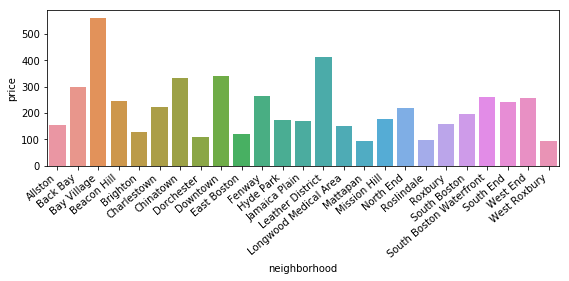 price
500
400
300
200
100
0
Allston
Back Bay
Bay Village
Beacon Hill
Brighton
Charlestown
Chinatown
Dorchester
Downtown
East Boston
Fenway
Hyde Park
Jamaica Plain
Leather District
Longwood Medical Area
Mattapan
Mission Hill
North End
Roslindale
Roxbury
South Boston
South Boston Waterfront
South End
West End
West Roxbury
neighborhood